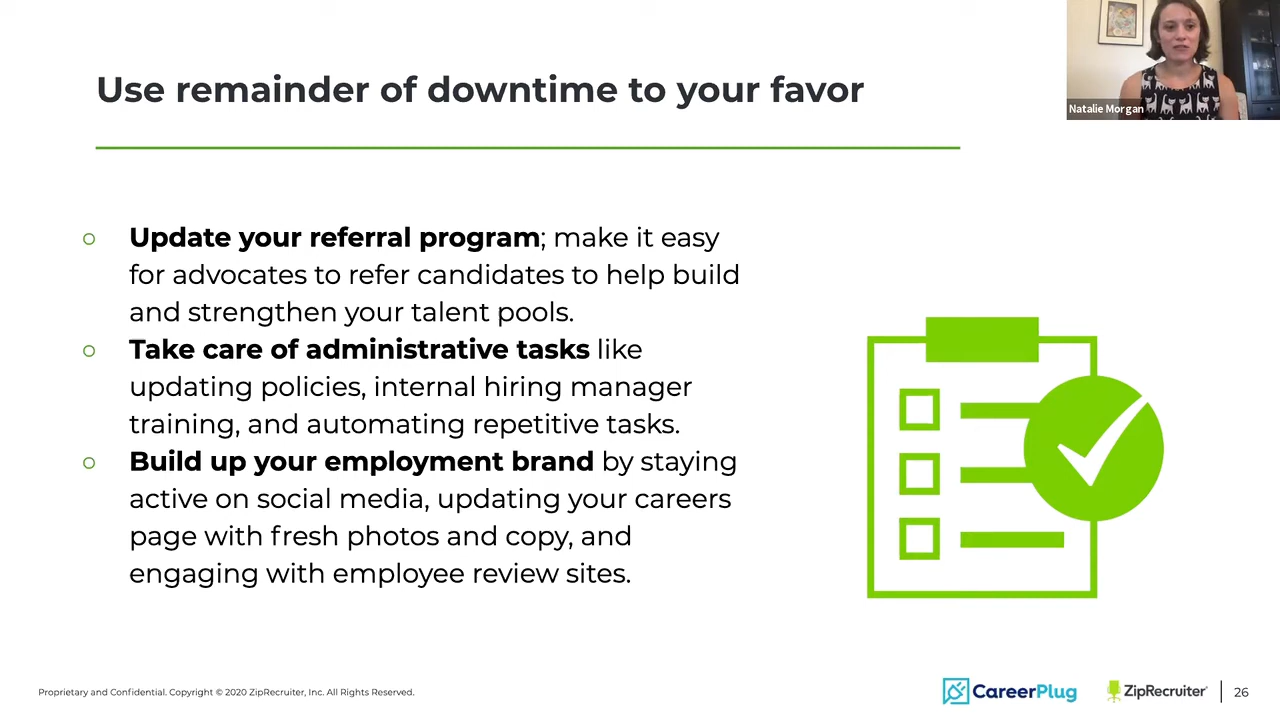 Use remainder of downtime to your favor
Natalie Morgan
○ Update your referral program; make it easy
for advocates to refer candidates to help build
and strengthen your talent pools.
○ Take care of administrative tasks like
updating policies, internal hiring manager
training, and automating repetitive tasks.
○ Build up your employment brand by staying
active on social media, updating your careers
page with fresh photos and copy, and
engaging with employee review sites.
Proprietary and Confidential. Copyright © 2020 ZipRecruiter, Inc. All Rights Reserved.
CareerPlug
ZipRecruiter
26